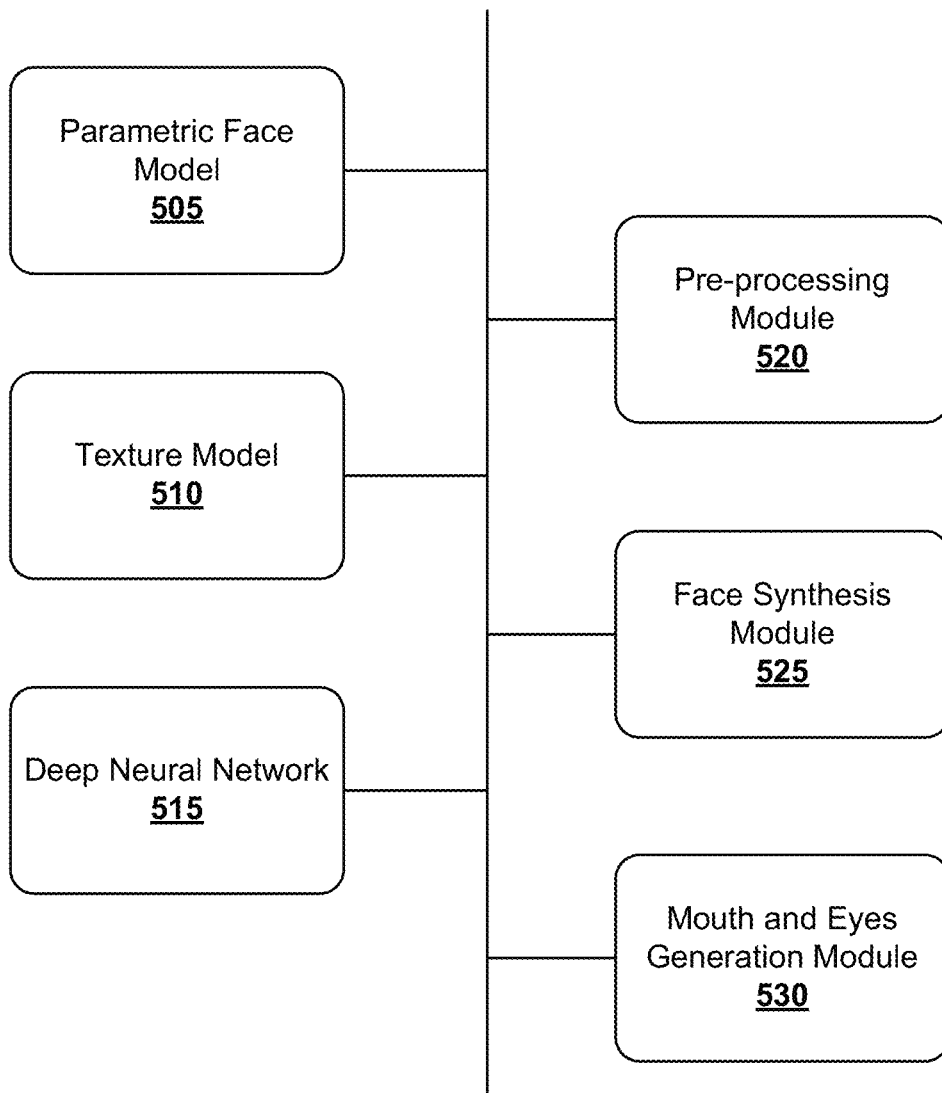 Parametric Face
Model
505
Texture Model
510
Deep Neural Network
515
Pre-processing
Module
520
Face Synthesis
Module
525
Mouth and Eyes
Generation Module
530